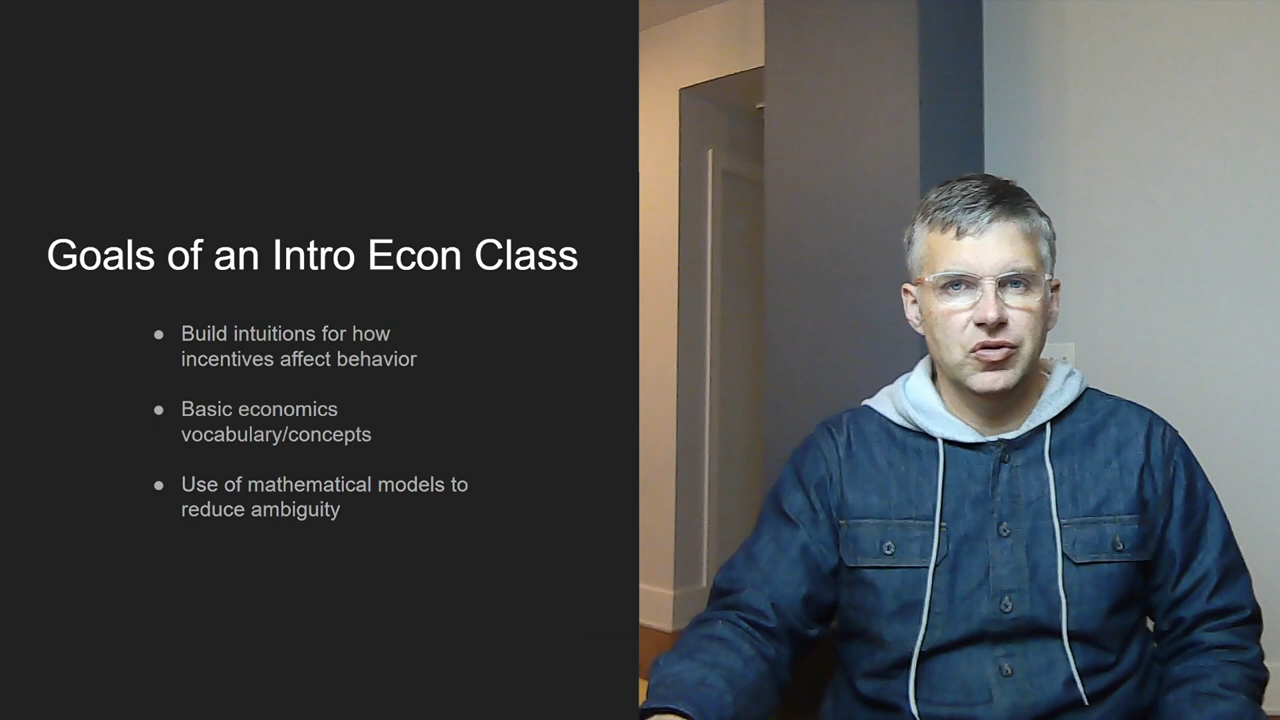 Goals of an Intro Econ Class
● Build intuitions for how
incentives affect behavior
● Basic economics
vocabulary/concepts
● Use of mathematical models to
reduce ambiguity